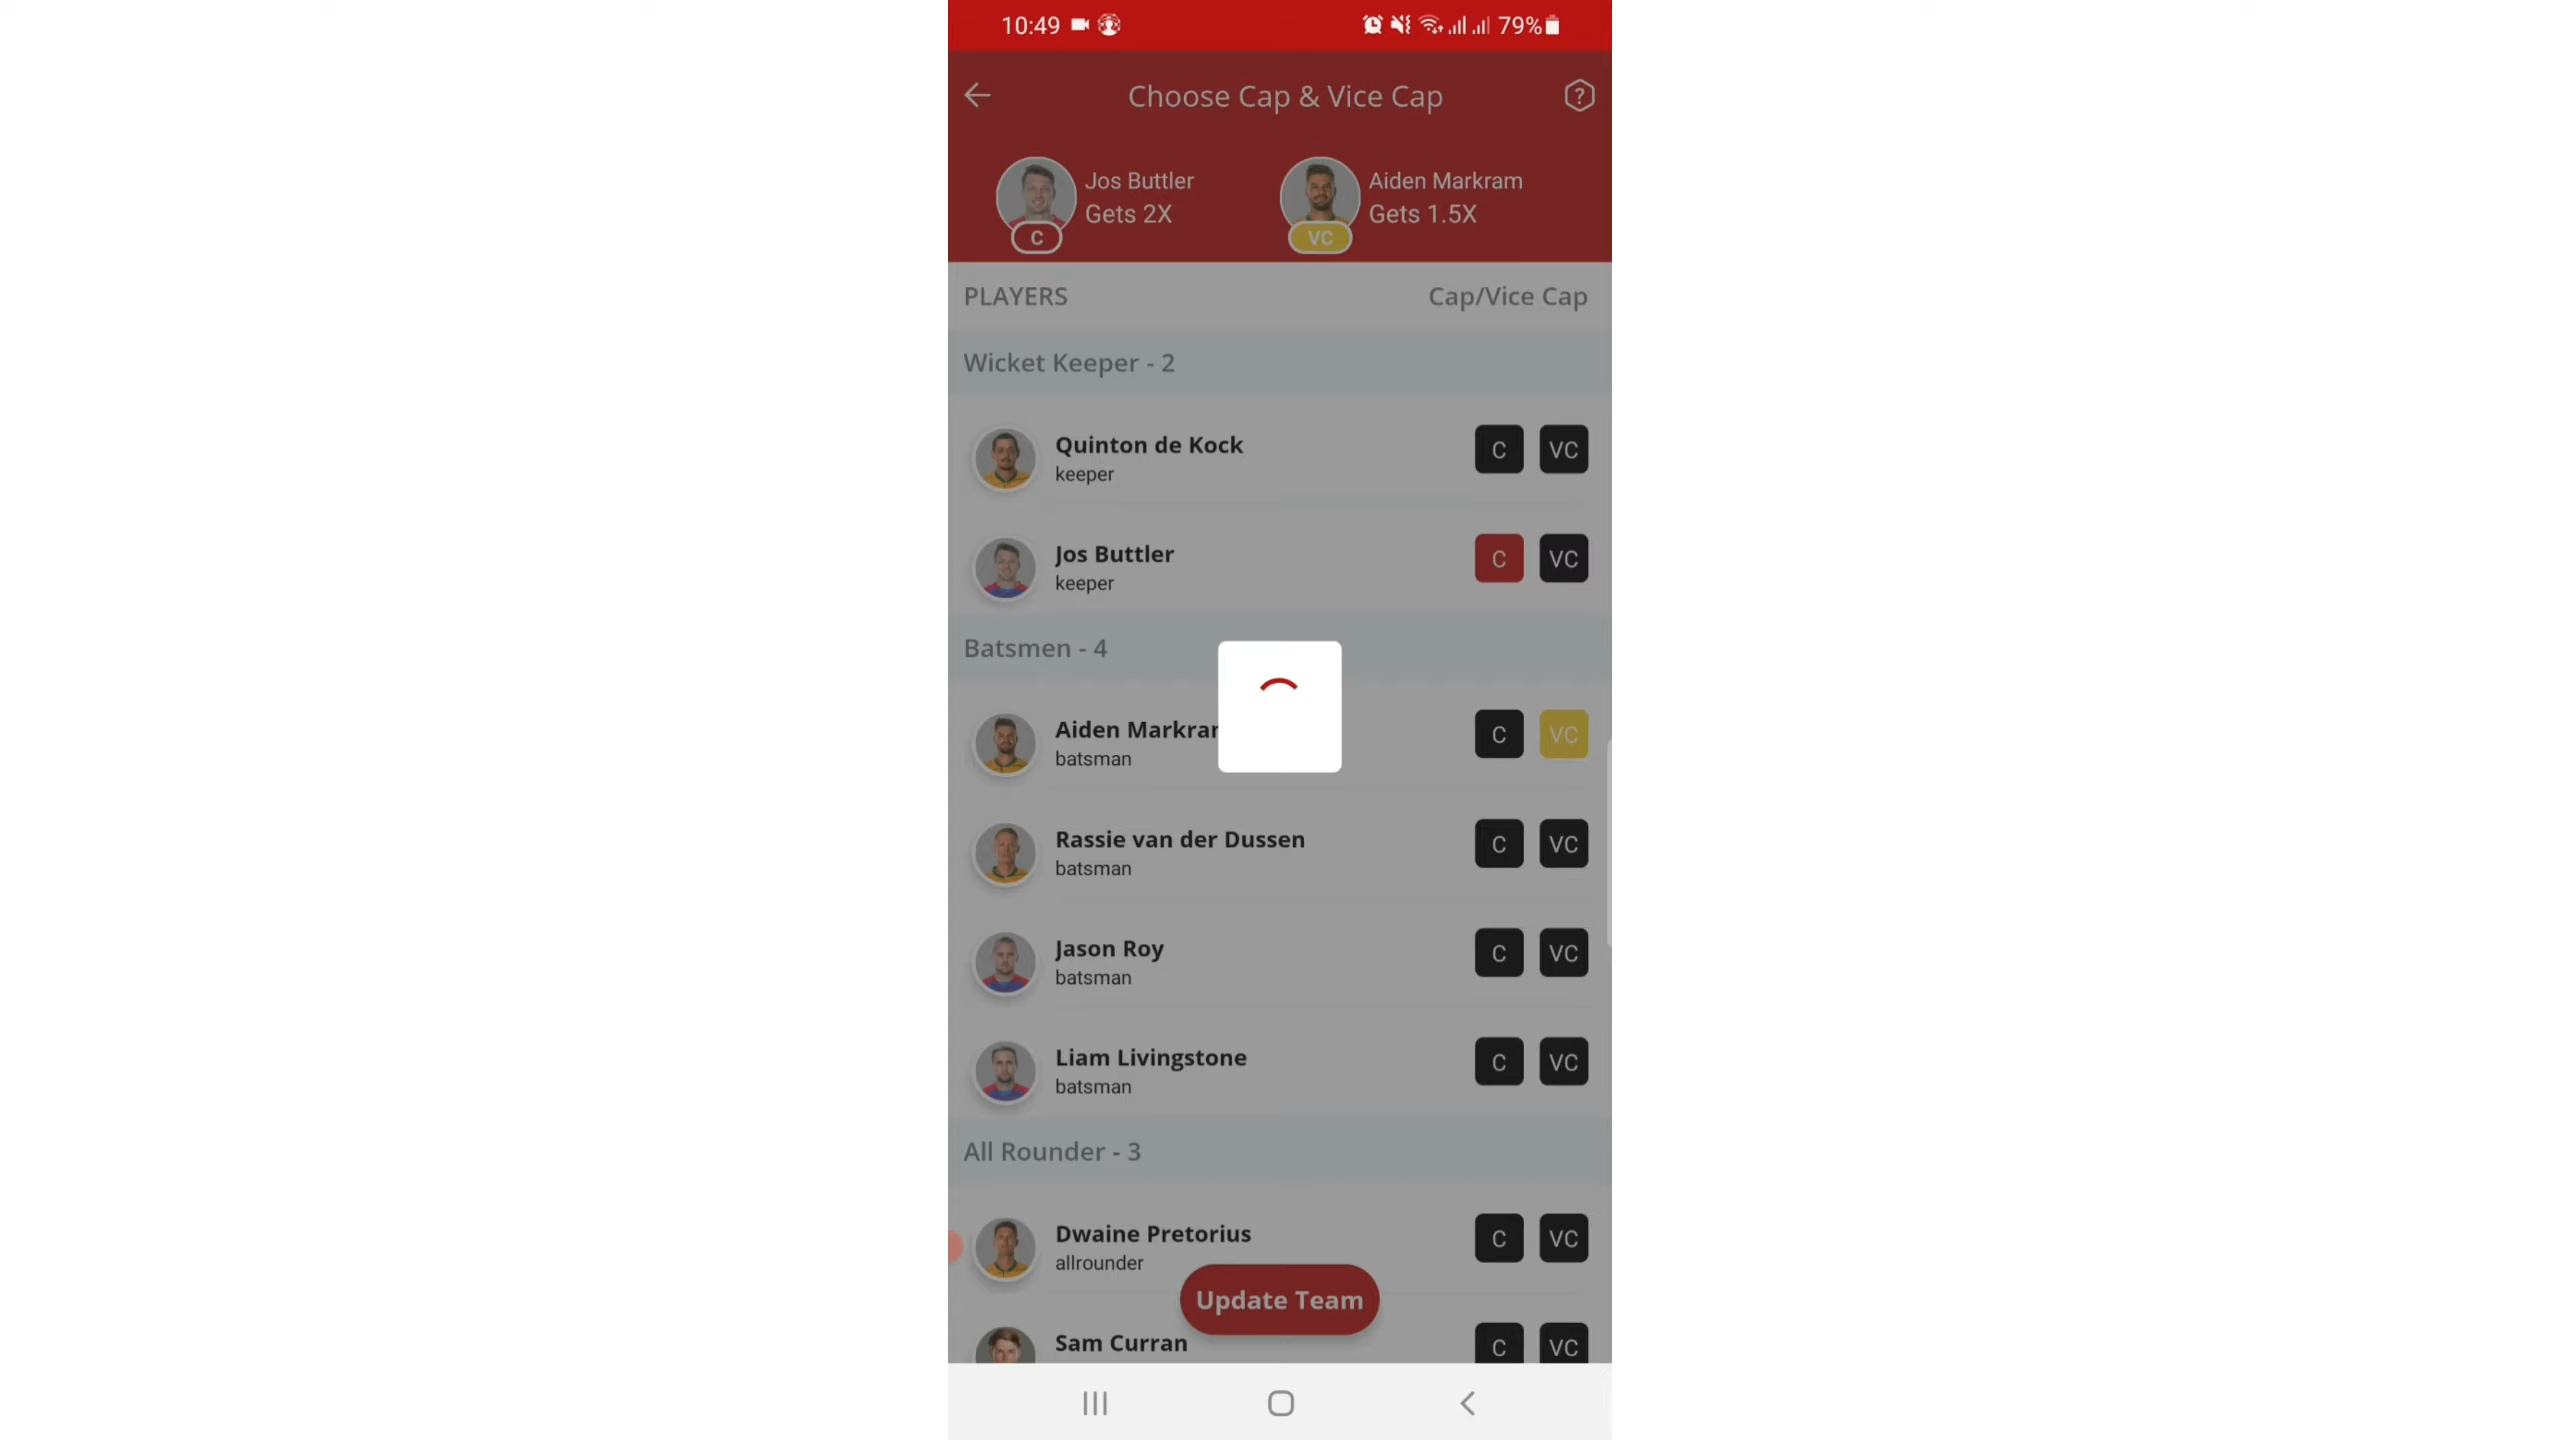 10:49 79%
Choose Cap & Vice Cap ?
Jos Buttler
Gets 2X
C
Aiden Markram
Gets 1.5X
VC
PLAYERS Cap/Vice Cap
Wicket Keeper - 2
Quinton de Kock
keeper
C VC
Jos Buttler
keeper
C VC
Batsmen - 4
Aiden Markra
batsman
C VC
Rassie van der Dussen
batsman
C VC
Jason Roy
batsman
C VC
Liam Livingstone
batsman
C VC
All Rounder - 3
Dwaine Pretorius
allrounder
C VC
Update Team
Sam Curran
C VC